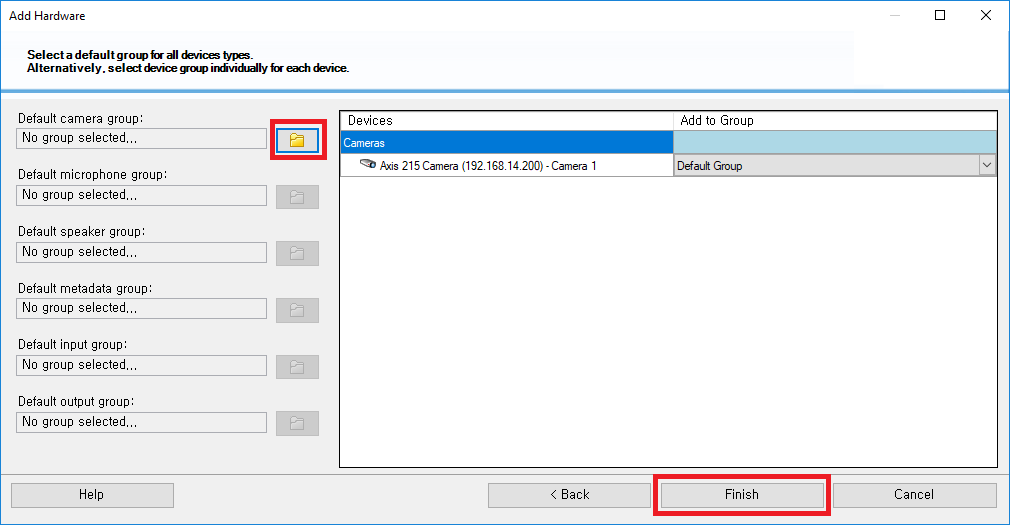 Add Hardware
Select a default group for all devices types.
Alternatively, select device group individually for each device.
Default camera group:
No group selected...
Default microphone group:
No group selected...
Default speaker group:
No group selected...
Default metadata group:
No group selected...
Default input group:
No group selected...
Default output group:
No group selected...
Devices Add to Group
Cameras
Axis 215 Camera (192.168.14.200) - Camera 1 Default Group
Help < Back Finish Cancel